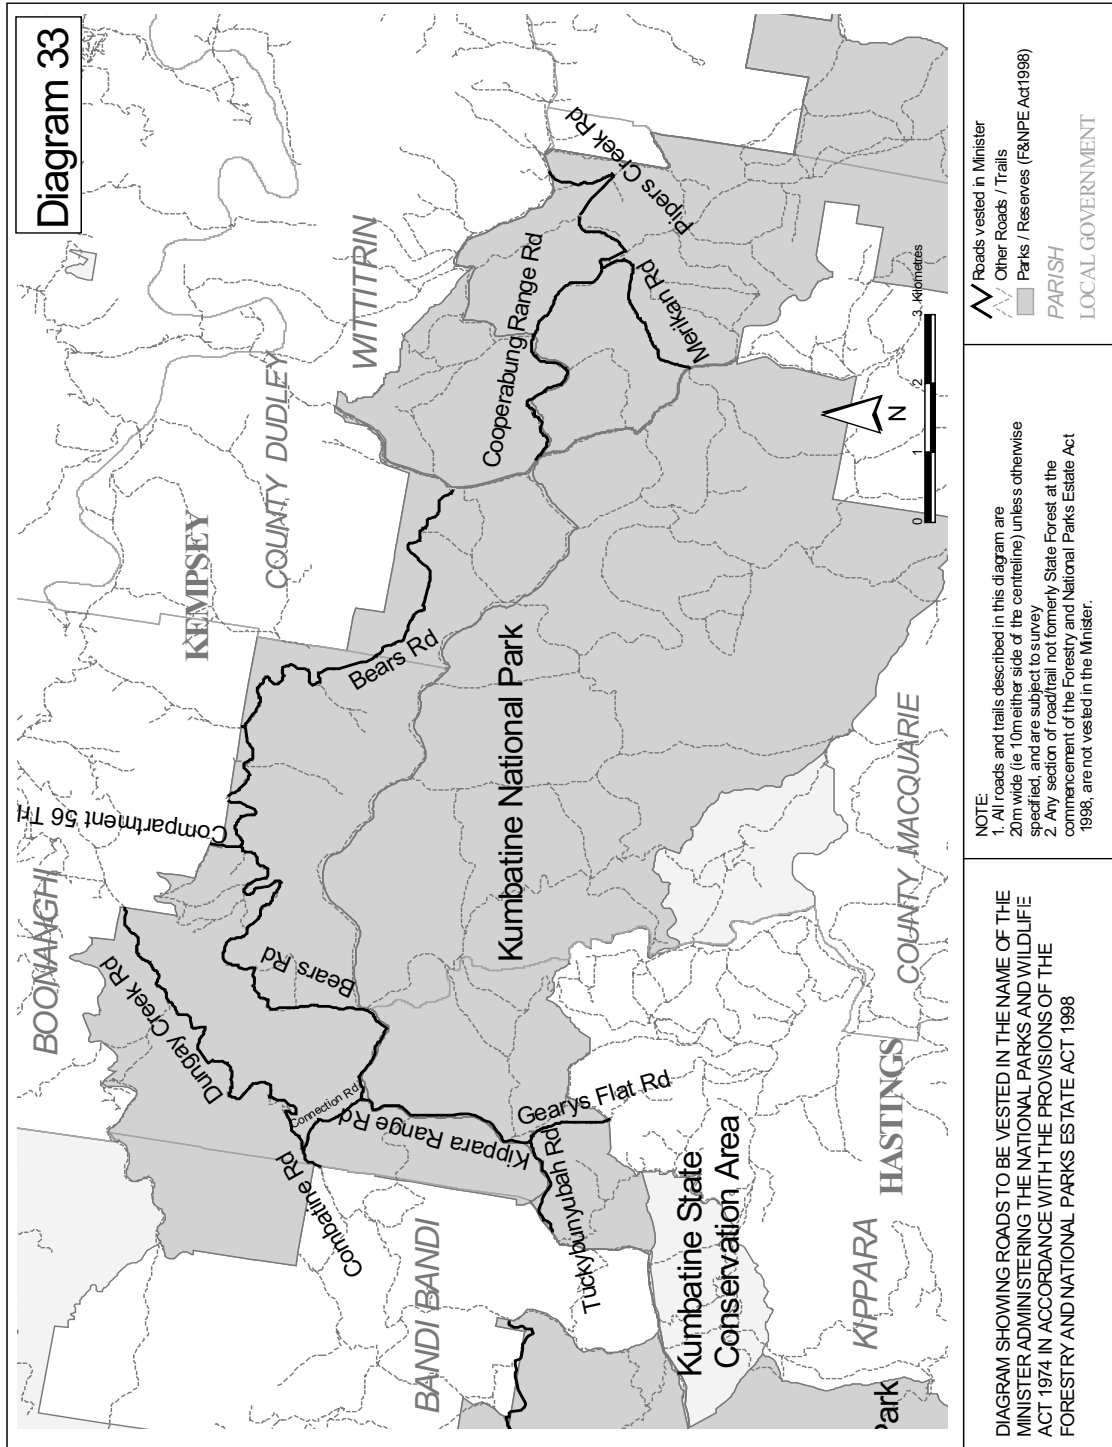 Diagram 33
BOONANGHI
Compartment 56 Trl
KEMPSEY
COUNTY DUDLEY
WITTITRIN
Dungay Creek Rd
Combatine Rd
Connection Rd
Bears Rd
Bears Rd
Kippara Range Rd
BANDI BANDI
Cooperabung Range Rd
Pipers Creek Rd
Merikan Rd
Kumbatine National Park
Gearys Flat Rd
Tuckybunyubah Rd
Kumbatine State
Conservation Area
KIPPARA
HASTINGS
COUNTY MACQUARIE
Park
N
0 1 2 3 Kilometres
DIAGRAM SHOWING ROADS TO BE VESTED IN THE NAME OF THE
MINISTER ADMINISTERING THE NATIONAL PARKS AND WILDLIFE
ACT 1974 IN ACCORDANCE WITH THE PROVISIONS OF THE
FORESTRY AND NATIONAL PARKS ESTATE ACT 1998
NOTE:
1. All roads and trails described in this diagram are
20m wide (ie 10m either side of the centreline) unless otherwise
specified, and are subject to survey
2. Any section of road/trail not formerly State Forest at the
commencement of the Forestry and National Parks Estate Act
1998, are not vested in the Minister.
Roads vested in Minister
Other Roads / Trails
Parks / Reserves (F&NPE Act1998)
PARISH
LOCAL GOVERNMENT